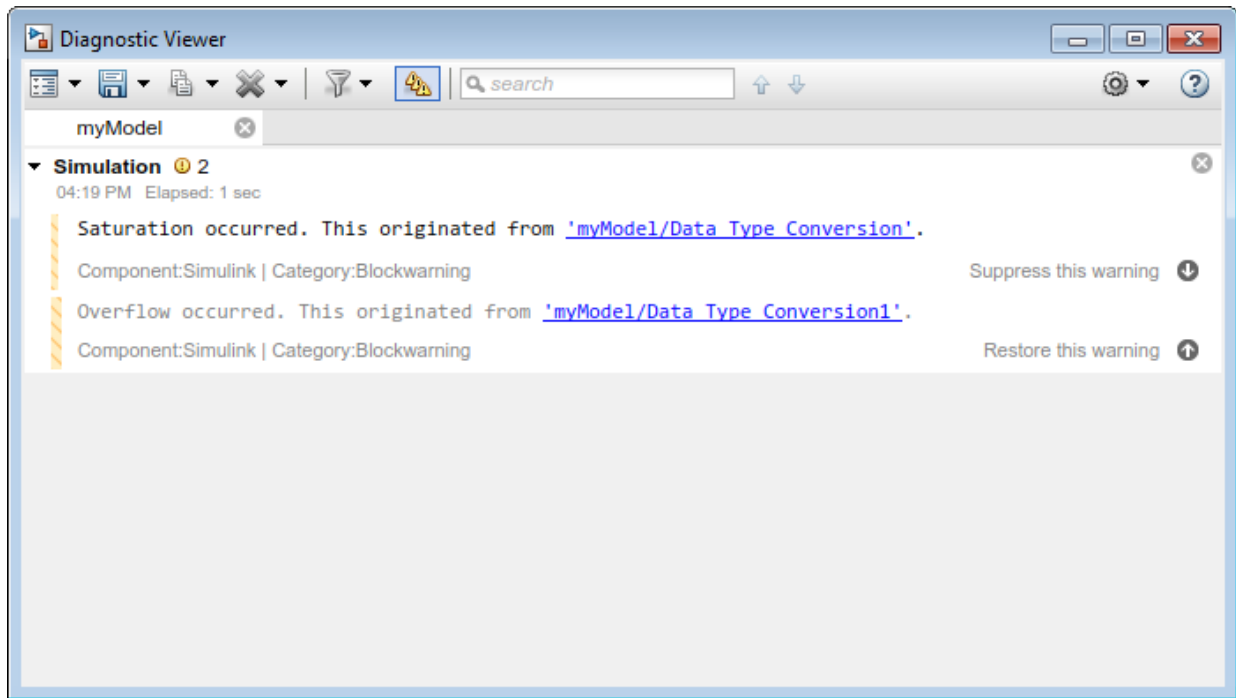 Diagnostic Viewer
search
myModel
Simulation 2
04:19 PM Elapsed: 1 sec
Saturation occurred. This originated from 'myModel/Data Type Conversion'.
Component:Simulink | Category:Blockwarning Suppress this warning
Overflow occurred. This originated from 'myModel/Data Type Conversion1'.
Component:Simulink | Category:Blockwarning Restore this warning